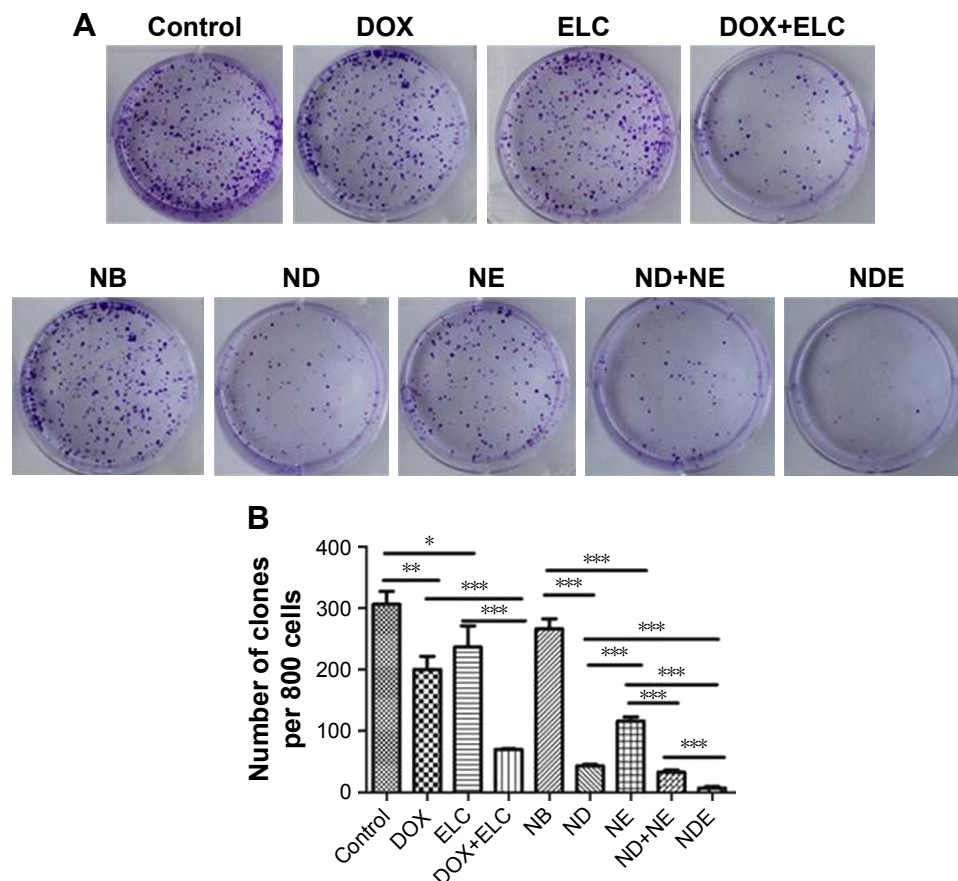 A
Control DOX ELC DOX+ELC
NB ND NE ND+NE NDE
B
Number of clones
per 800 cells
400
300
200
100
0
*
**
***
***
***
***
***
***
***
***
***
Control DOX ELC DOX+ELC NB ND NE ND+NE NDE